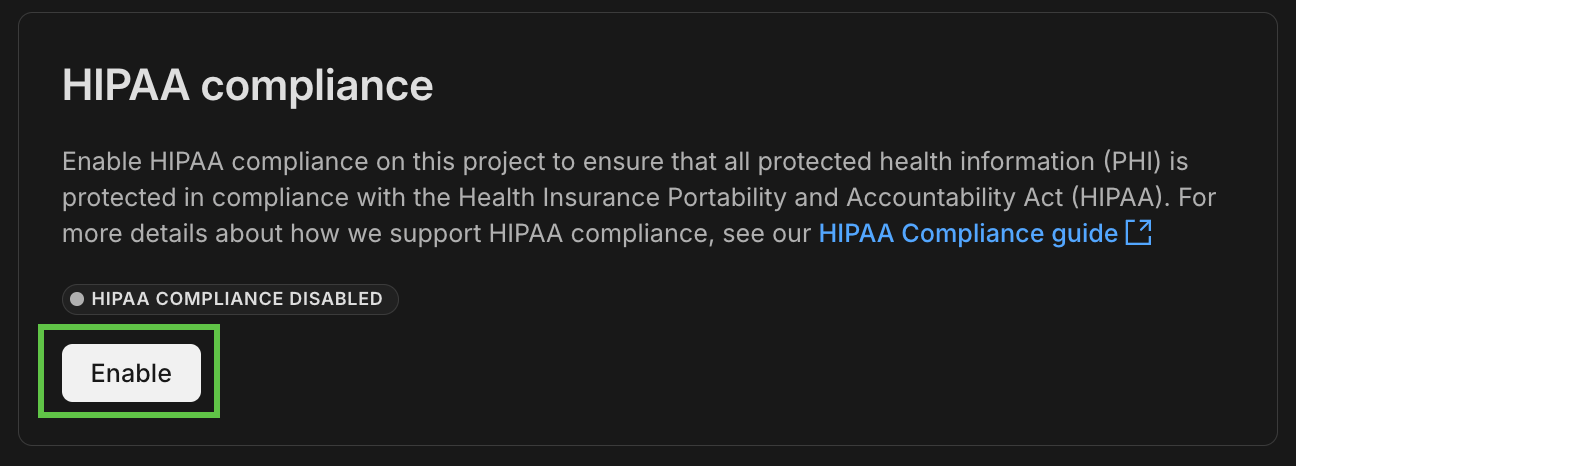 HIPAA compliance
Enable HIPAA compliance on this project to ensure that all protected health information (PHI) is
protected in compliance with the Health Insurance Portability and Accountability Act (HIPAA). For
more details about how we support HIPAA compliance, see our HIPAA Compliance guide
HIPAA COMPLIANCE DISABLED
Enable